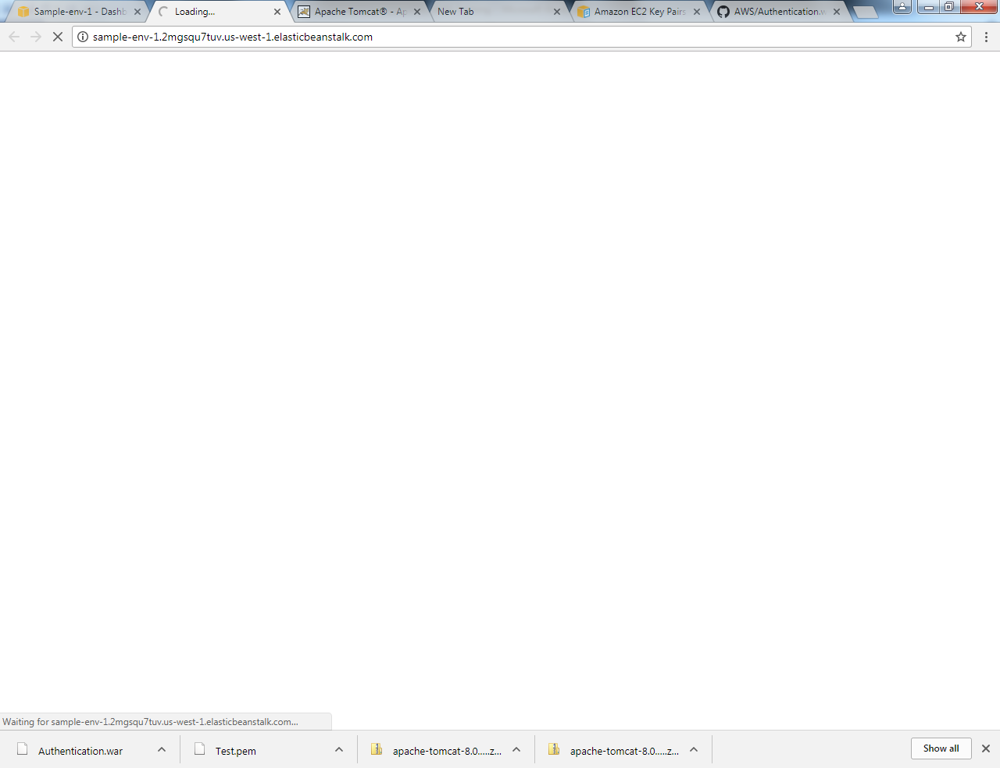 Sample-env-1 - Dashb
Loading...
Apache Tomcat® - Ap
New Tab
Amazon EC2 Key Pairs
AWS/Authentication.w
sample-env-1.2mgsqu7tuv.us-west-1.elasticbeanstalk.com
Waiting for sample-env-1.2mgsqu7tuv.us-west-1.elasticbeanstalk.com...
Authentication.war
Test.pem
apache-tomcat-8.0.....z...
apache-tomcat-8.0.....z...
Show all